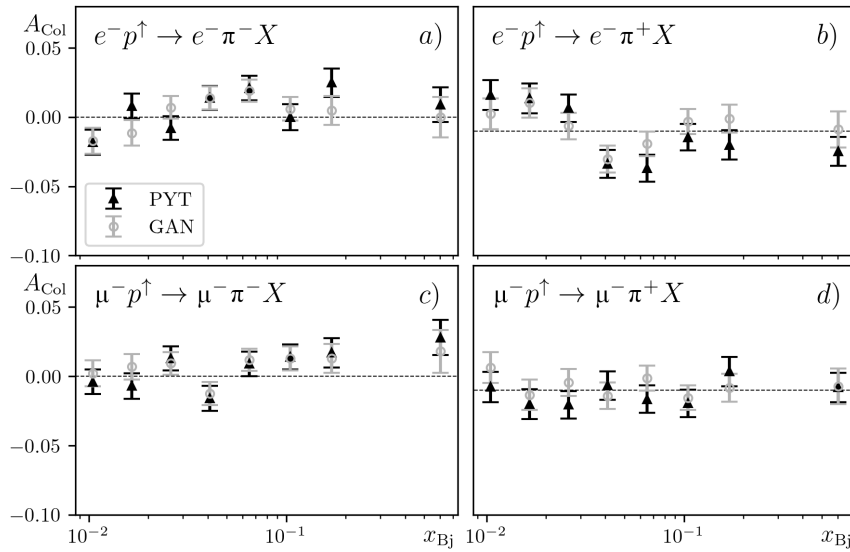 A_Col
0.05
0.00
−0.05
−0.10
e⁻p^↑ → e⁻π⁻X
a)
PYT
GAN
e⁻p^↑ → e⁻π⁺X
b)
A_Col
0.05
0.00
−0.05
−0.10
μ⁻p^↑ → μ⁻π⁻X
c)
μ⁻p^↑ → μ⁻π⁺X
d)
10⁻²
10⁻¹
x_Bj
10⁻²
10⁻¹
x_Bj